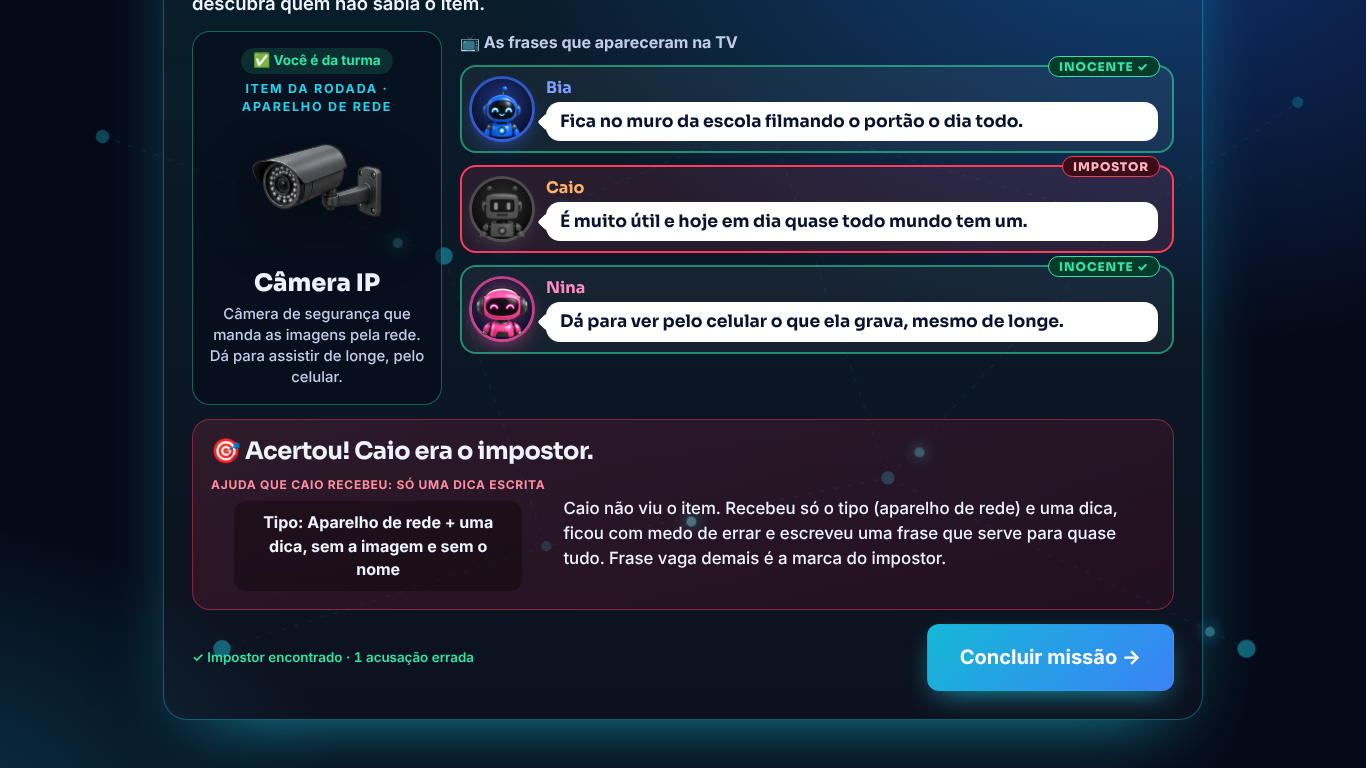 descubra quem não sabia o item.
✅ Você é da turma
ITEM DA RODADA ·
APARELHO DE REDE
Câmera IP
Câmera de segurança que
manda as imagens pela rede.
Dá para assistir de longe, pelo
celular.
📺 As frases que apareceram na TV
INOCENTE ✓
Bia
Fica no muro da escola filmando o portão o dia todo.
IMPOSTOR
Caio
É muito útil e hoje em dia quase todo mundo tem um.
INOCENTE ✓
Nina
Dá para ver pelo celular o que ela grava, mesmo de longe.
🎯 Acertou! Caio era o impostor.
AJUDA QUE CAIO RECEBEU: SÓ UMA DICA ESCRITA
Tipo: Aparelho de rede + uma
dica, sem a imagem e sem o
nome
Caio não viu o item. Recebeu só o tipo (aparelho de rede) e uma dica,
ficou com medo de errar e escreveu uma frase que serve para quase
tudo. Frase vaga demais é a marca do impostor.
✓ Impostor encontrado · 1 acusação errada
Concluir missão →